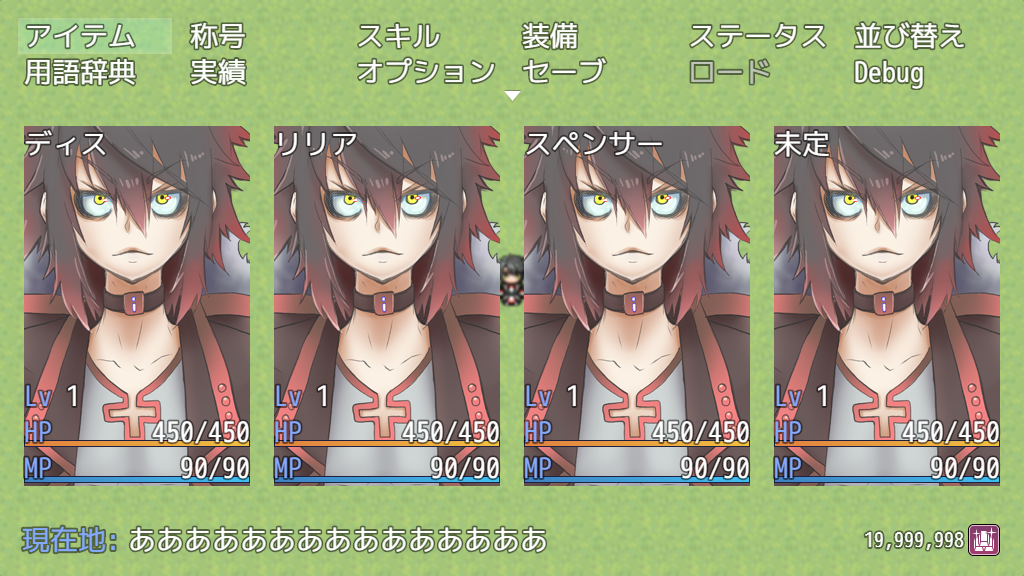 アイテム 称号 スキル 装備 ステータス 並び替え
用語辞典 実績 オプション セーブ ロード Debug
ディス リリア スペンサー 未定
Lv 1 Lv 1 Lv 1 Lv 1
HP 450/450 HP 450/450 HP 450/450 HP 450/450
MP 90/90 MP 90/90 MP 90/90 MP 90/90
現在地: あああああああああああああああ 19,999,998